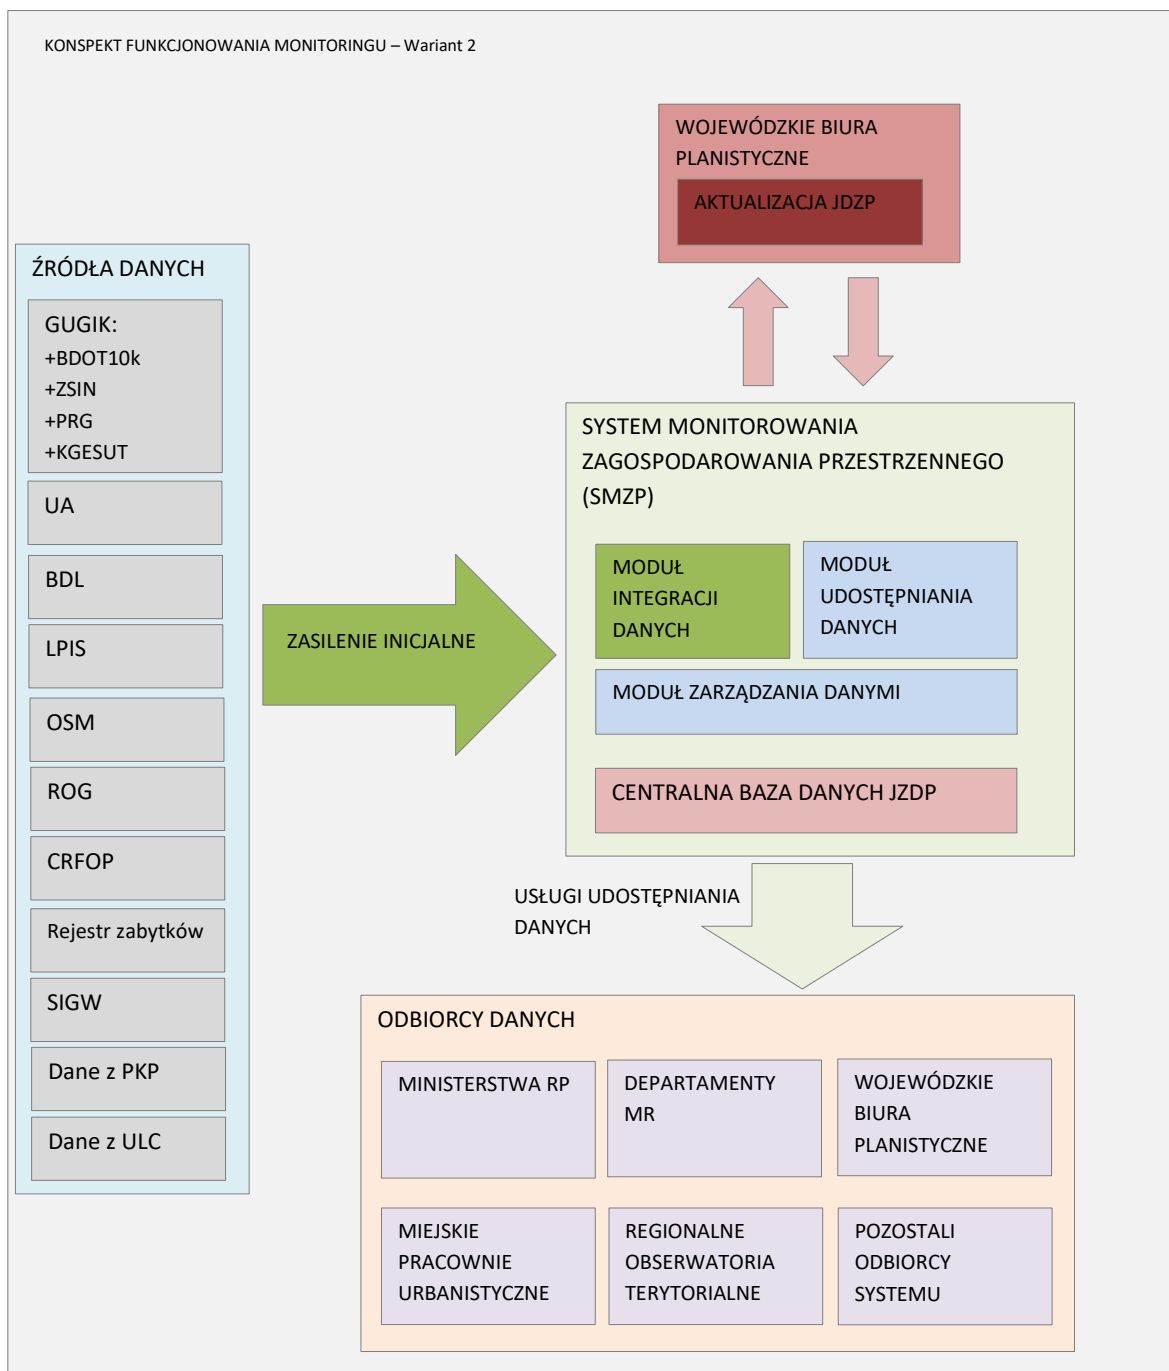 KONSPEKT FUNKCJONOWANIA MONITORINGU – Wariant 2
WOJEWÓDZKIE BIURA
PLANISTYCZNE
AKTUALIZACJA JDZP
ŹRÓDŁA DANYCH
GUGIK:
+BDOT10k
+ZSIN
+PRG
+KGESUT
UA
BDL
LPIS
OSM
ROG
CRFOP
Rejestr zabytków
SIGW
Dane z PKP
Dane z ULC
ZASILENIE INICJALNE
SYSTEM MONITOROWANIA
ZAGOSPODAROWANIA PRZESTRZENNEGO
(SMZP)
MODUŁ
INTEGRACJI
DANYCH
MODUŁ
UDOSTĘPNIANIA
DANYCH
MODUŁ ZARZĄDZANIA DANYMI
CENTRALNA BAZA DANYCH JZDP
USŁUGI UDOSTĘPNIANIA
DANYCH
ODBIORCY DANYCH
MINISTERSTWA RP
DEPARTAMENTY
MR
WOJEWÓDZKIE
BIURA
PLANISTYCZNE
MIEJSKIE
PRACOWNIE
URBANISTYCZNE
REGIONALNE
OBSERWATORIA
TERYTORIALNE
POZOSTALI
ODBIORCY
SYSTEMU